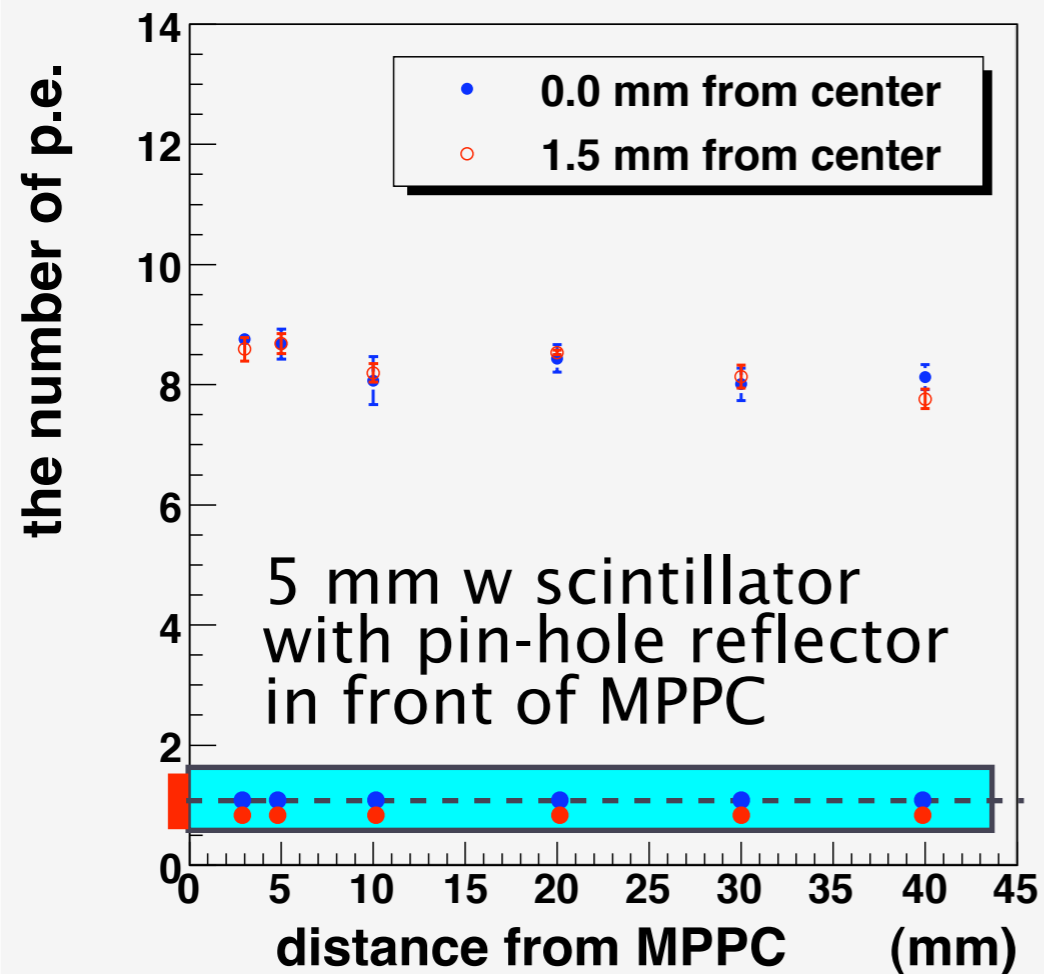 the number of p.e.
14
12
10
8
6
4
2
0
0.0 mm from center
1.5 mm from center
5 mm w scintillator
with pin-hole reflector
in front of MPPC
0 5 10 15 20 25 30 35 40 45
distance from MPPC (mm)